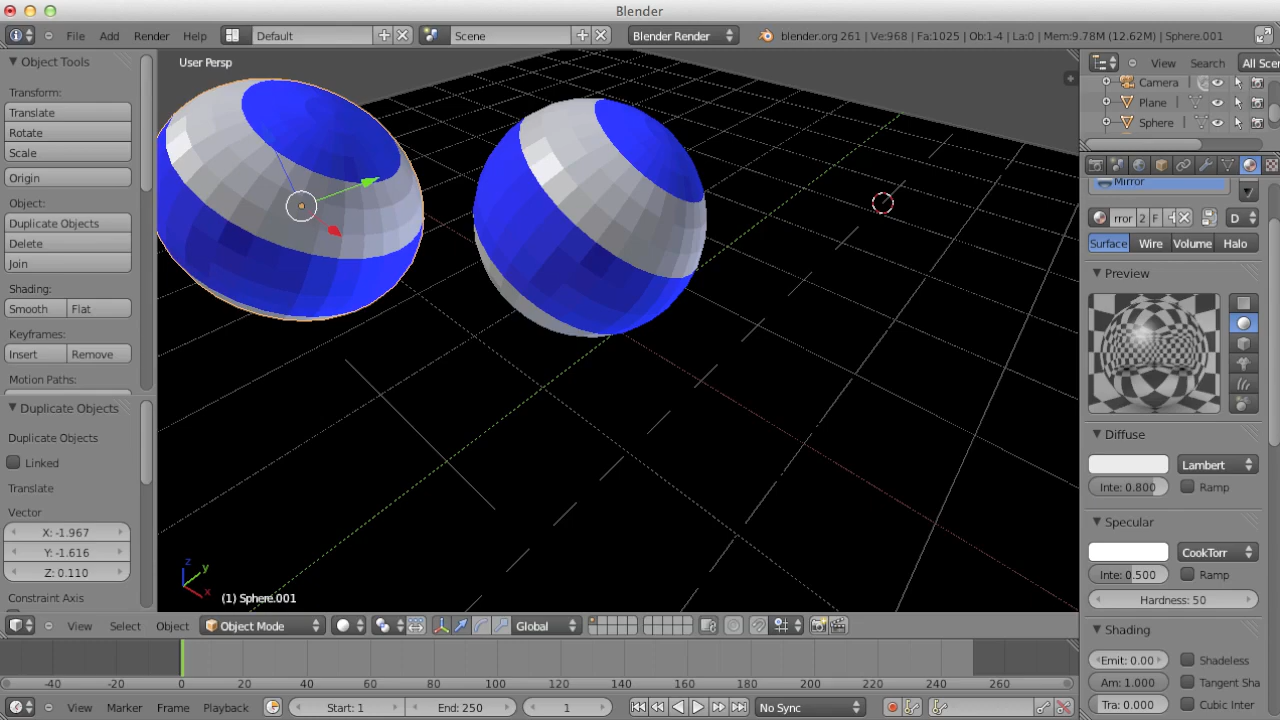 Blender
File Add Render Help Default Scene Blender Render blender.org 261 | Ve:968 | Fa:1025 | Ob:1-4 | La:0 | Mem:9.78M (12.62M) | Sphere.001
Object Tools
Transform:
Translate
Rotate
Scale
Origin
Object:
Duplicate Objects
Delete
Join
Shading:
Smooth Flat
Keyframes:
Insert Remove
Motion Paths:
Duplicate Objects
Duplicate Objects
Linked
Translate
Vector
X: -1.967
Y: -1.616
Z: 0.110
Constraint Axis
User Persp
z
y
x
(1) Sphere.001
View Select Object Object Mode Global
-40 -20 0 20 40 60 80 100 120 140 160 180 200 220 240 260
View Marker Frame Playback Start: 1 End: 250 1 No Sync
View Search All Scen
Camera
Plane
Sphere
Mirror
rror 2 F D
Surface Wire Volume Halo
Preview
Diffuse
Lambert
Inte: 0.800 Ramp
Specular
CookTorr
Inte: 0.500 Ramp
Hardness: 50
Shading
Emit: 0.00 Shadeless
Am: 1.000 Tangent Sha
Tra: 0.000 Cubic Inter